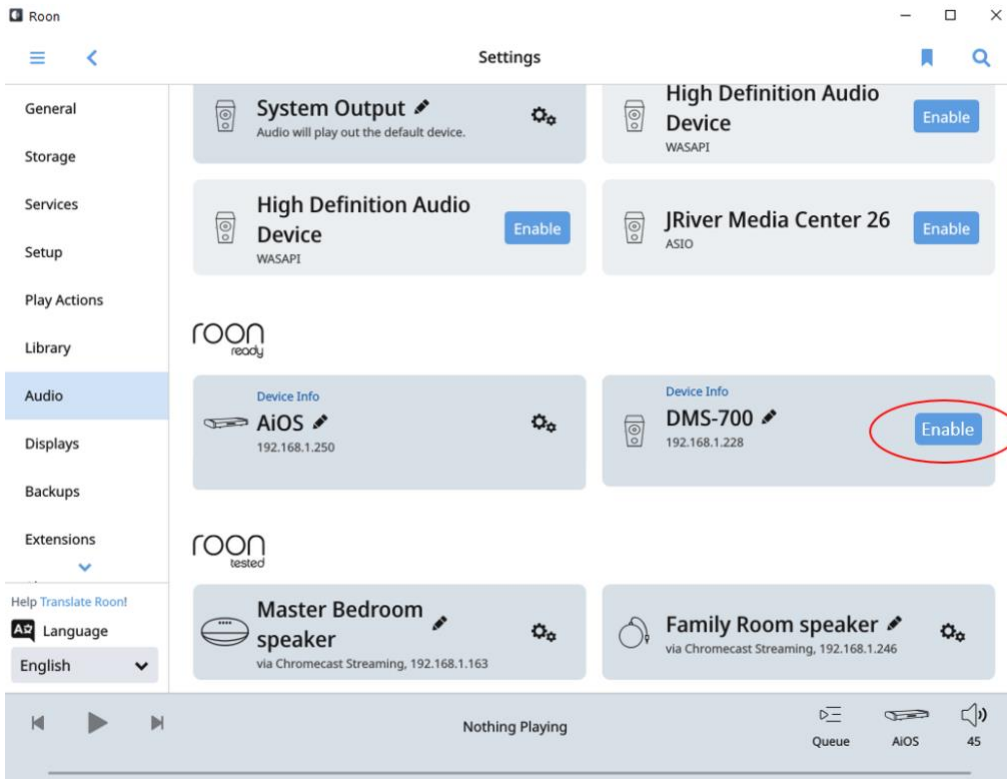 Roon
Settings
General
Storage
Services
Setup
Play Actions
Library
Audio
Displays
Backups
Extensions
Help Translate Roon!
Language
English
System Output
Audio will play out the default device.
High Definition Audio
Device
WASAPI
Enable
High Definition Audio
Device
WASAPI
Enable
JRiver Media Center 26
ASIO
Enable
roon
ready
Device Info
AiOS
192.168.1.250
Device Info
DMS-700
192.168.1.228
Enable
roon
tested
Master Bedroom
speaker
via Chromecast Streaming, 192.168.1.163
Family Room speaker
via Chromecast Streaming, 192.168.1.246
Nothing Playing
Queue
AiOS
45